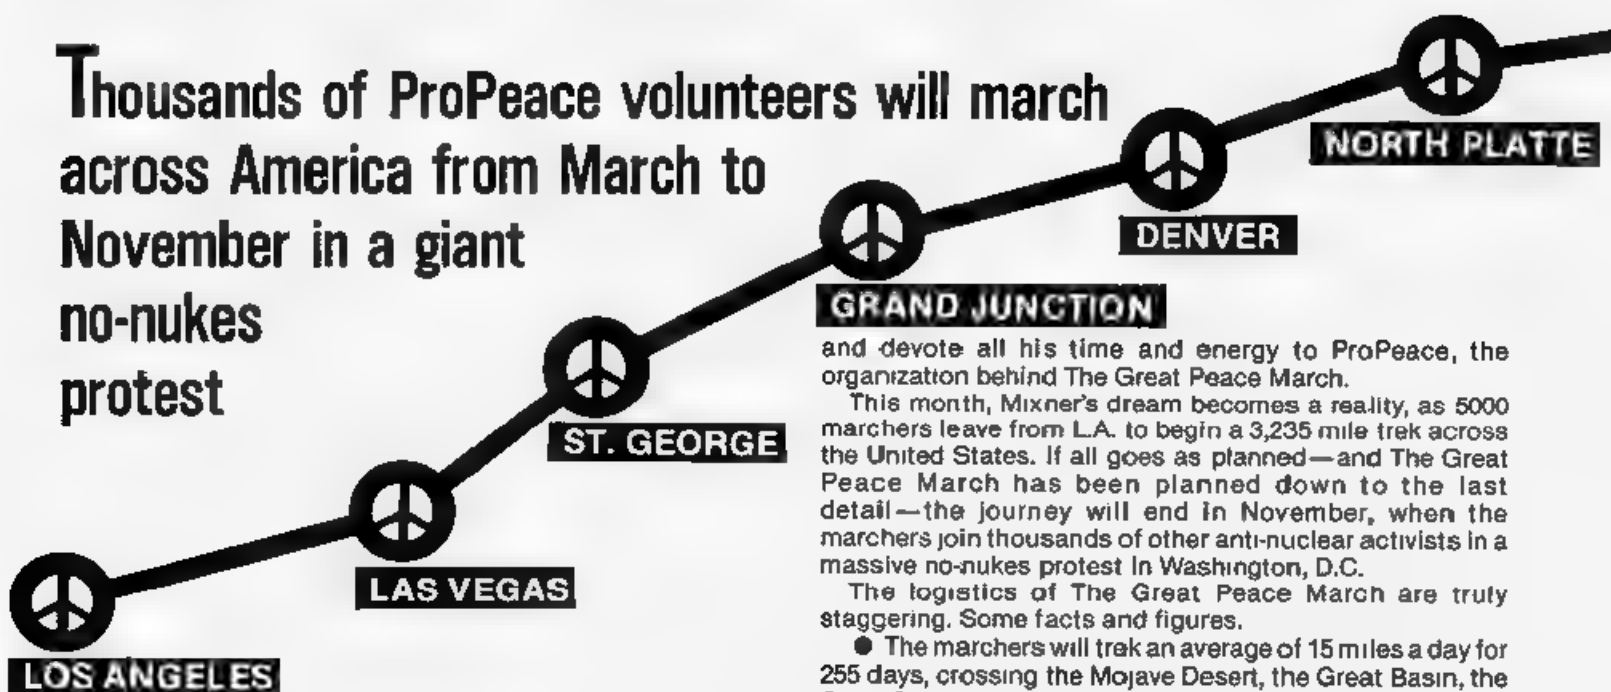 Thousands of ProPeace volunteers will march
across America from March to
November in a giant
no-nukes
protest
LOS ANGELES
LAS VEGAS
ST. GEORGE
GRAND JUNCTION
DENVER
NORTH PLATTE
and devote all his time and energy to ProPeace, the
organization behind The Great Peace March.
This month, Mixner's dream becomes a reality, as 5000
marchers leave from L.A. to begin a 3,235 mile trek across
the United States. If all goes as planned—and The Great
Peace March has been planned down to the last
detail—the journey will end in November, when the
marchers join thousands of other anti-nuclear activists in a
massive no-nukes protest in Washington, D.C.
The logistics of The Great Peace March are truly
staggering. Some facts and figures.
● The marchers will trek an average of 15 miles a day for
255 days, crossing the Mojave Desert, the Great Basin, the